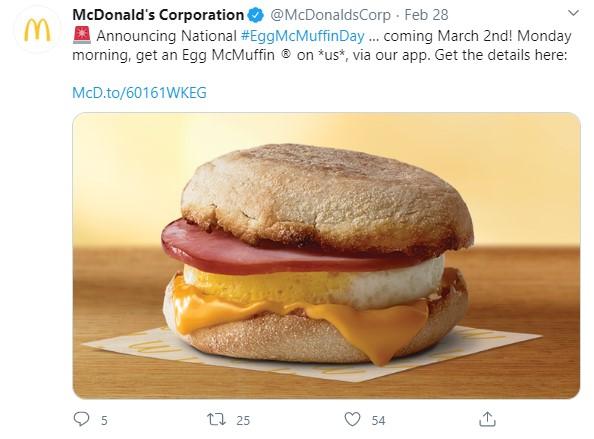 McDonald's Corporation @McDonaldsCorp · Feb 28
🚨 Announcing National #EggMcMuffinDay ... coming March 2nd! Monday
morning, get an Egg McMuffin ® on *us*, via our app. Get the details here:
McD.to/60161WKEG
5 25 54